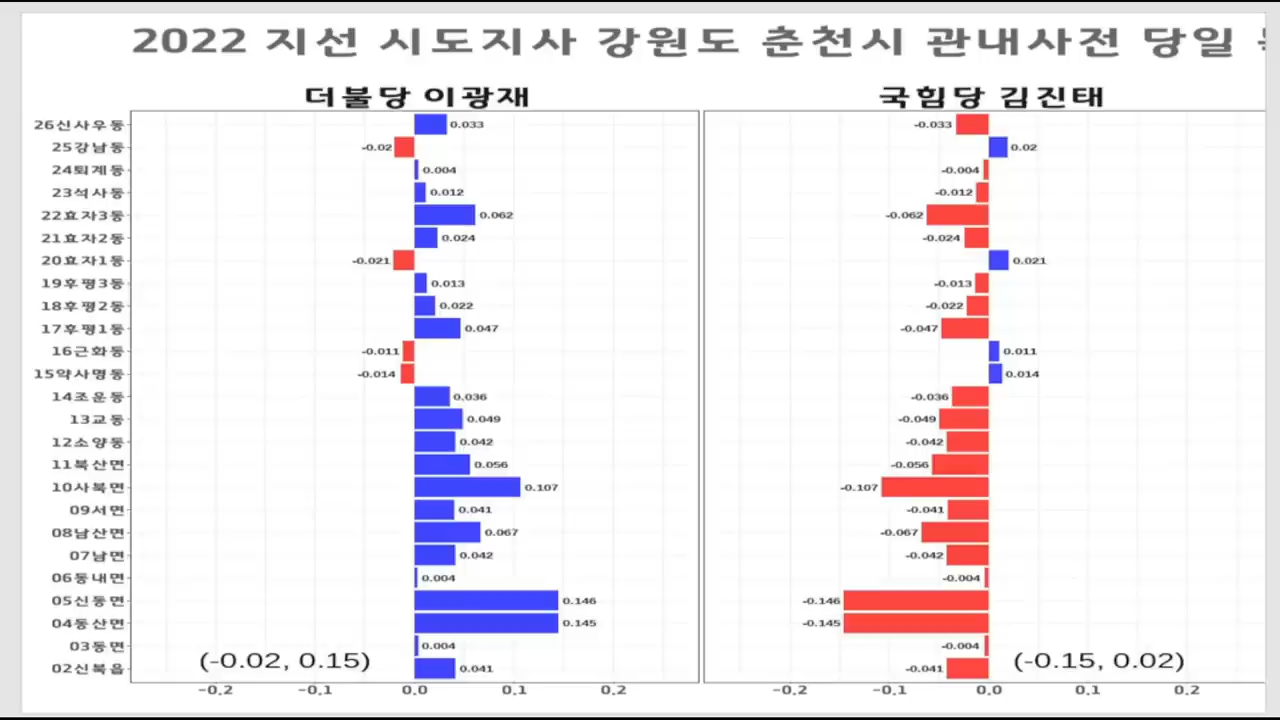 2022 지선 시도지사 강원도 춘천시 관내사전 당일
더불당 이광재 국힘당 김진태
26신사우동 0.033 -0.033
25강남동 -0.02 0.02
24퇴계동 0.004 -0.004
23석사동 0.012 -0.012
22효자3동 0.062 -0.062
21효자2동 0.024 -0.024
20효자1동 -0.021 0.021
19후평3동 0.013 -0.013
18후평2동 0.022 -0.022
17후평1동 0.047 -0.047
16근화동 -0.011 0.011
15약사명동 -0.014 0.014
14조운동 0.036 -0.036
13교동 0.049 -0.049
12소양동 0.042 -0.042
11북산면 0.056 -0.056
10사북면 0.107 -0.107
09서면 0.041 -0.041
08남산면 0.067 -0.067
07남면 0.042 -0.042
06동내면 0.004 -0.004
05신동면 0.146 -0.146
04동산면 0.145 -0.145
03동면 0.004 -0.004
02신북읍 (-0.02, 0.15) 0.041 -0.041 (-0.15, 0.02)
-0.2 -0.1 0.0 0.1 0.2 -0.2 -0.1 0.0 0.1 0.2